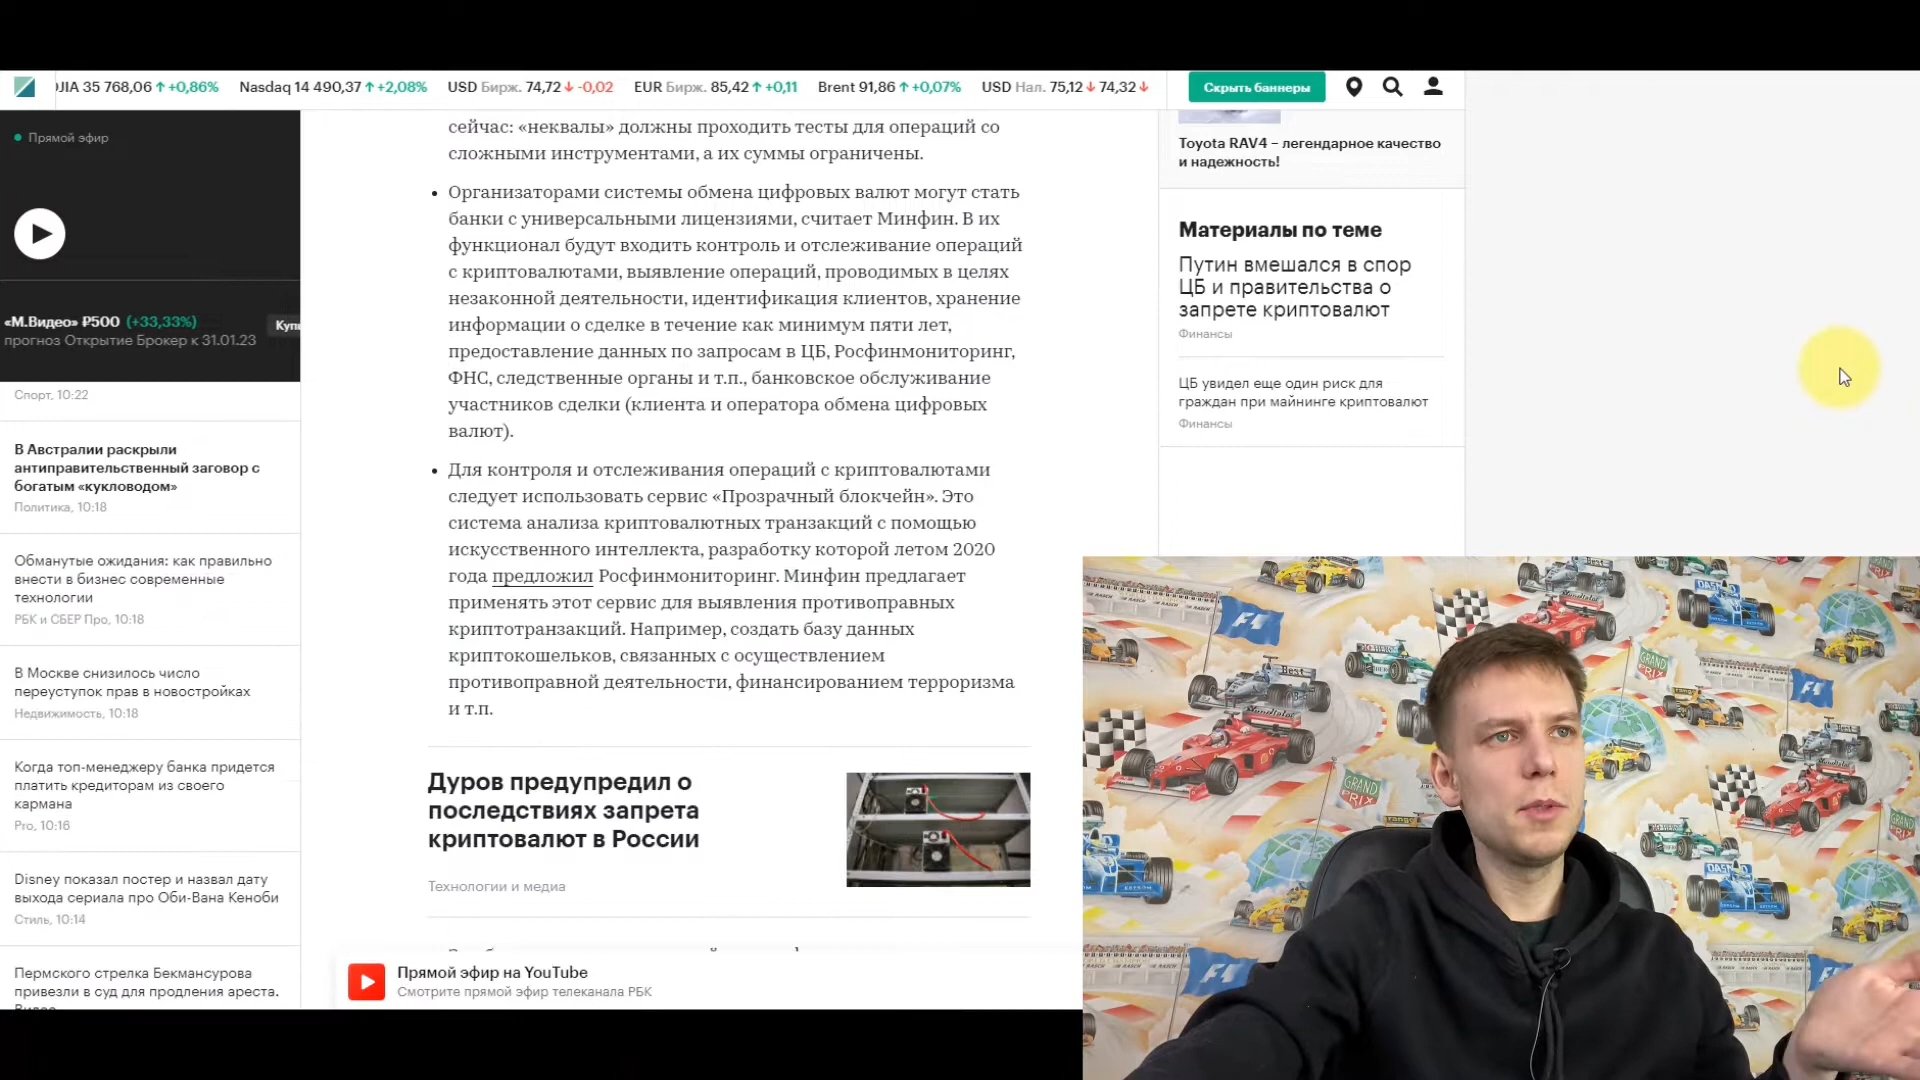 OJIA 35 768,06 ↑ +0,86% Nasdaq 14 490,37 ↑ +2,08% USD Бирж. 74,72 ↓ -0,02 EUR Бирж. 85,42 ↑ +0,11 Brent 91,86 ↑ +0,07% USD Нал. 75,12 ↓ 74,32 ↓
Скрыть баннеры
Прямой эфир
«М.Видео» ₽500 (+33,33%)
Купи
прогноз Открытие Брокер к 31.01.23
Спорт, 10:22
В Австралии раскрыли
антиправительственный заговор с
богатым «кукловодом»
Политика, 10:18
Обманутые ожидания: как правильно
внести в бизнес современные
технологии
РБК и СБЕР Про, 10:18
В Москве снизилось число
переуступок прав в новостройках
Недвижимость, 10:18
Когда топ-менеджеру банка придется
платить кредиторам из своего
кармана
Pro, 10:16
Disney показал постер и назвал дату
выхода сериала про Оби-Вана Кеноби
Стиль, 10:14
Пермского стрелка Бекмансурова
привезли в суд для продления ареста.
Видео
сейчас: «неквалы» должны проходить тесты для операций со
сложными инструментами, а их суммы ограничены.
• Организаторами системы обмена цифровых валют могут стать
банки с универсальными лицензиями, считает Минфин. В их
функционал будут входить контроль и отслеживание операций
с криптовалютами, выявление операций, проводимых в целях
незаконной деятельности, идентификация клиентов, хранение
информации о сделке в течение как минимум пяти лет,
предоставление данных по запросам в ЦБ, Росфинмониторинг,
ФНС, следственные органы и т.п., банковское обслуживание
участников сделки (клиента и оператора обмена цифровых
валют).
• Для контроля и отслеживания операций с криптовалютами
следует использовать сервис «Прозрачный блокчейн». Это
система анализа криптовалютных транзакций с помощью
искусственного интеллекта, разработку которой летом 2020
года предложил Росфинмониторинг. Минфин предлагает
применять этот сервис для выявления противоправных
криптотранзакций. Например, создать базу данных
криптокошельков, связанных с осуществлением
противоправной деятельности, финансированием терроризма
и т.п.
Дуров предупредил о
последствиях запрета
криптовалют в России
Технологии и медиа
Прямой эфир на YouTube
Смотрите прямой эфир телеканала РБК
Toyota RAV4 – легендарное качество
и надежность!
Материалы по теме
Путин вмешался в спор
ЦБ и правительства о
запрете криптовалют
Финансы
ЦБ увидел еще один риск для
граждан при майнинге криптовалют
Финансы
F1
GRAND
PRIX
F1
GRAND
PRIX
F1